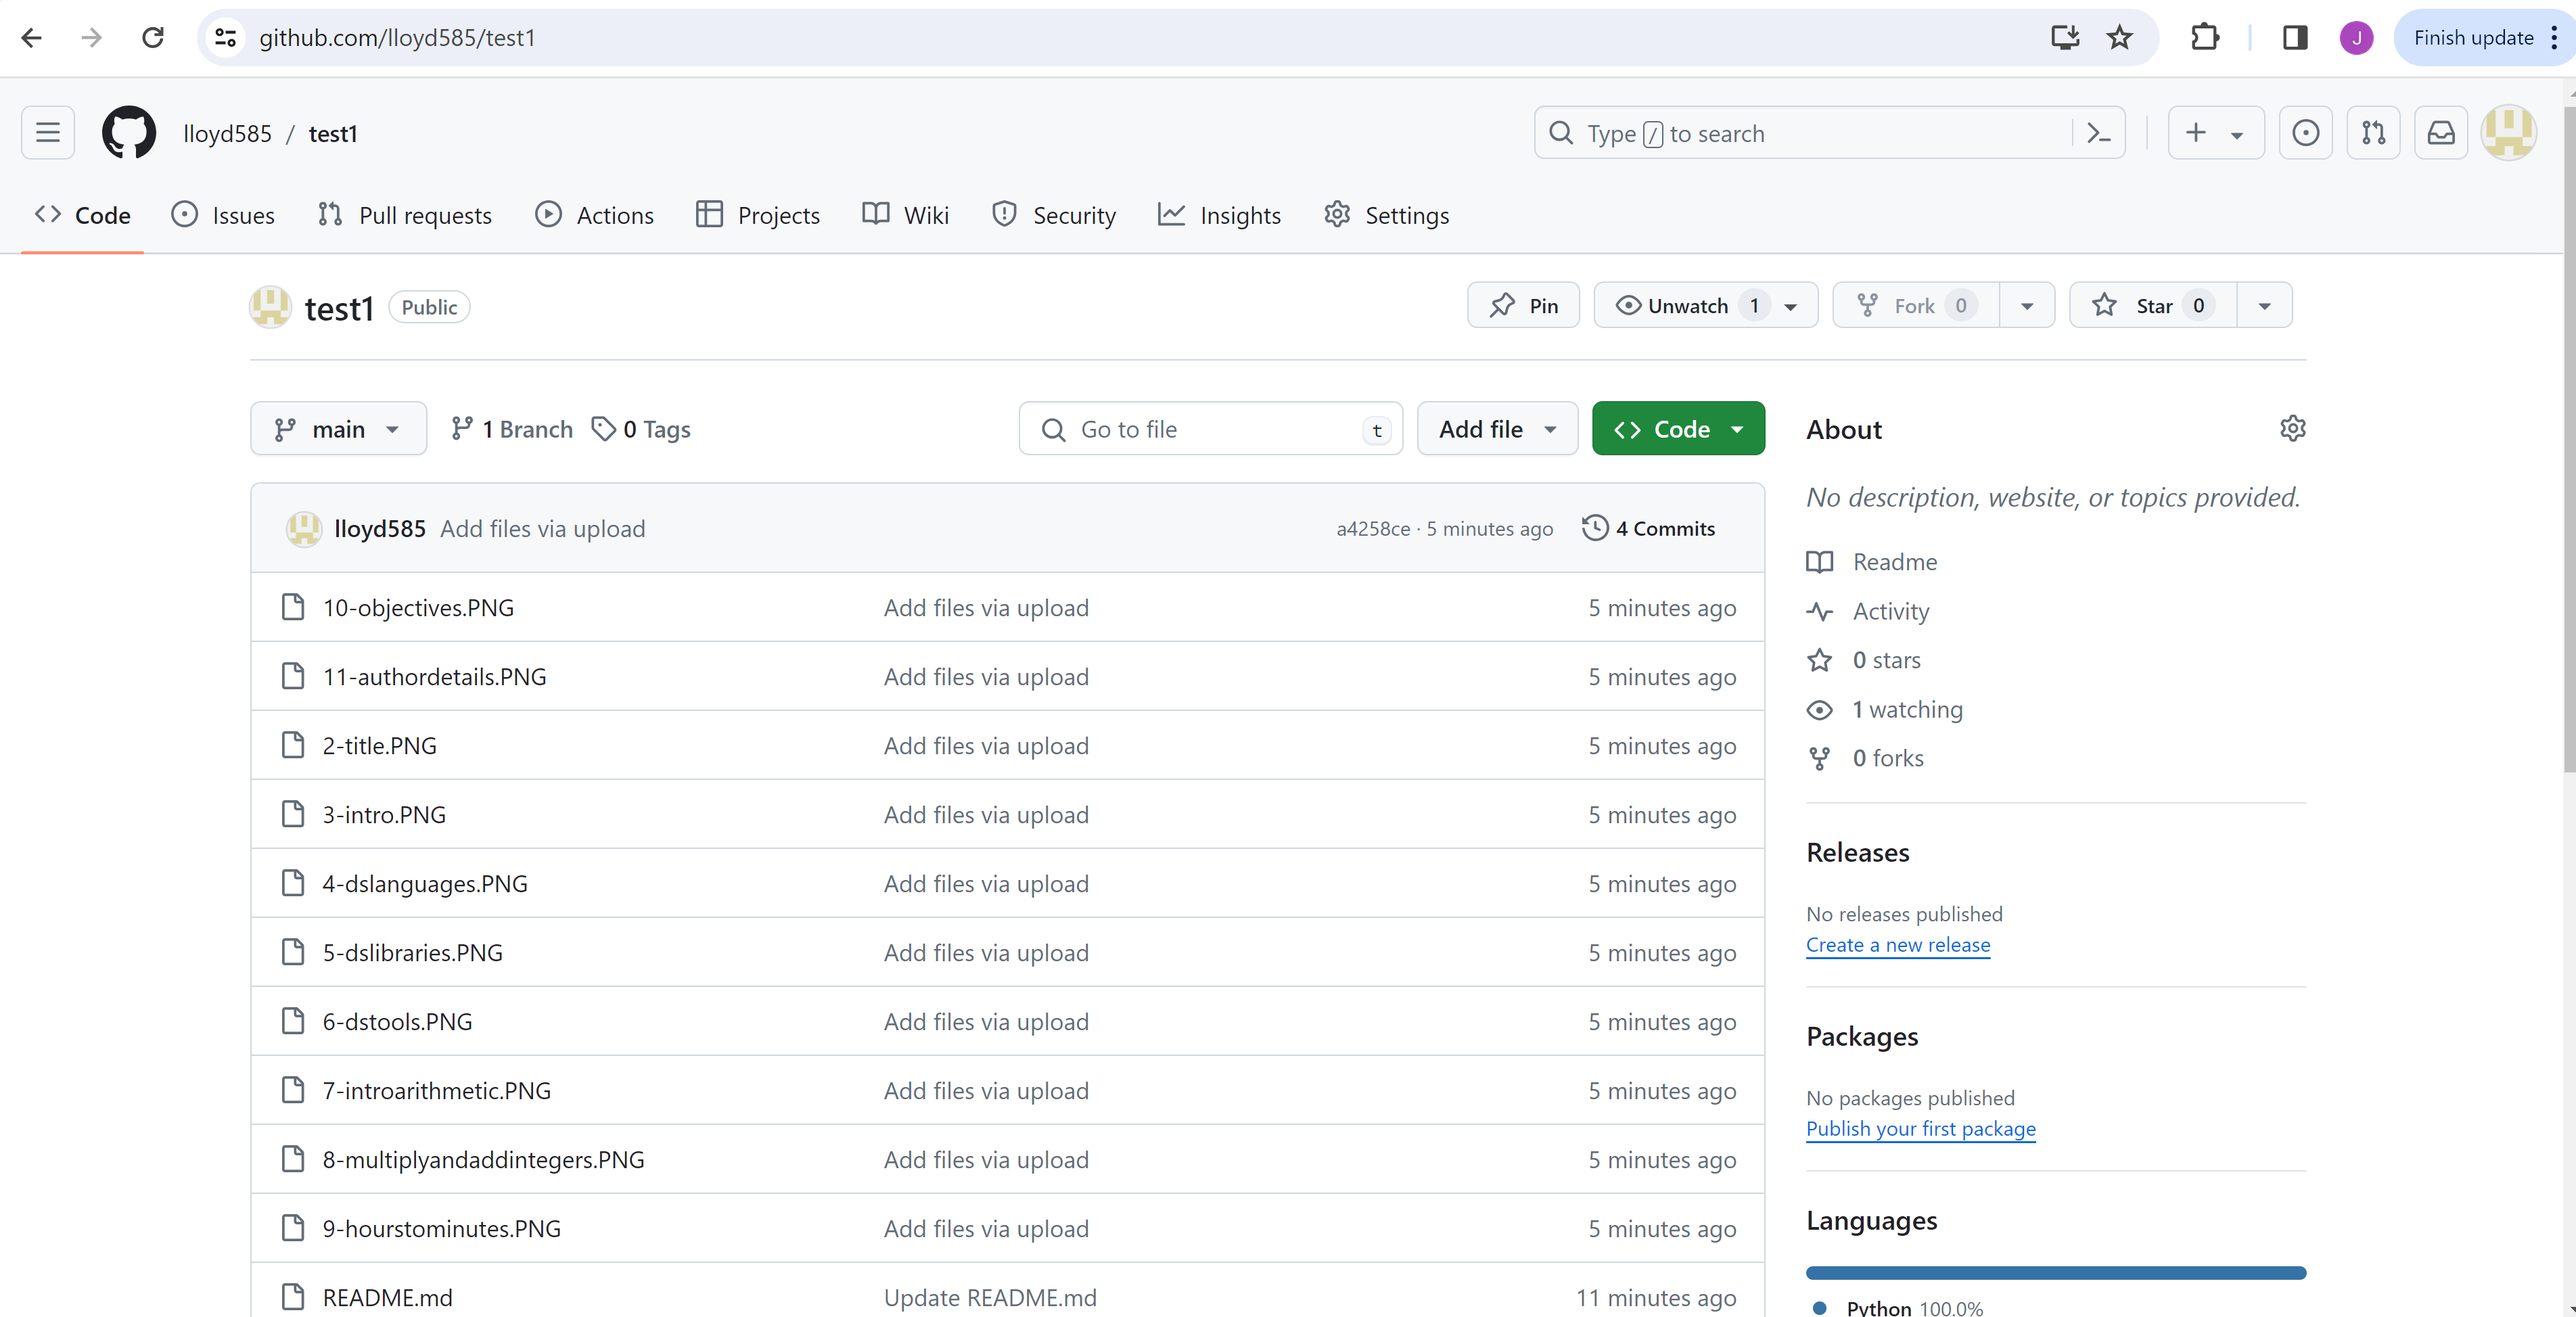 github.com/lloyd585/test1
J
Finish update
lloyd585 / test1
Type / to search
Code Issues Pull requests Actions Projects Wiki Security Insights Settings
test1 Public
Pin Unwatch 1 Fork 0 Star 0
main 1 Branch 0 Tags
Go to file t Add file Code
lloyd585 Add files via upload a4258ce · 5 minutes ago 4 Commits
10-objectives.PNG Add files via upload 5 minutes ago
11-authordetails.PNG Add files via upload 5 minutes ago
2-title.PNG Add files via upload 5 minutes ago
3-intro.PNG Add files via upload 5 minutes ago
4-dslanguages.PNG Add files via upload 5 minutes ago
5-dslibraries.PNG Add files via upload 5 minutes ago
6-dstools.PNG Add files via upload 5 minutes ago
7-introarithmetic.PNG Add files via upload 5 minutes ago
8-multiplyandaddintegers.PNG Add files via upload 5 minutes ago
9-hourstominutes.PNG Add files via upload 5 minutes ago
README.md Update README.md 11 minutes ago
About
No description, website, or topics provided.
Readme
Activity
0 stars
1 watching
0 forks
Releases
No releases published
Create a new release
Packages
No packages published
Publish your first package
Languages
Python 100.0%